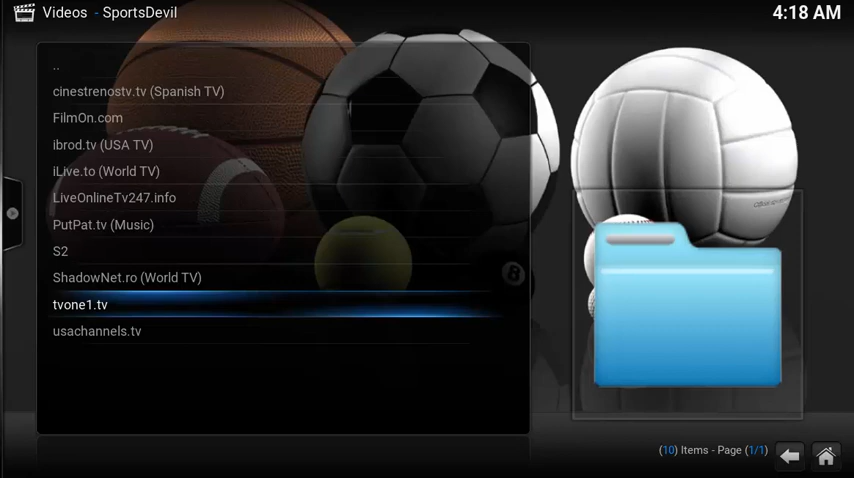 Videos - SportsDevil
4:18 AM
..
cinestrenostv.tv (Spanish TV)
FilmOn.com
ibrod.tv (USA TV)
iLive.to (World TV)
LiveOnlineTv247.info
PutPat.tv (Music)
S2
ShadowNet.ro (World TV)
tvone1.tv
usachannels.tv
8
(10) Items - Page (1/1)